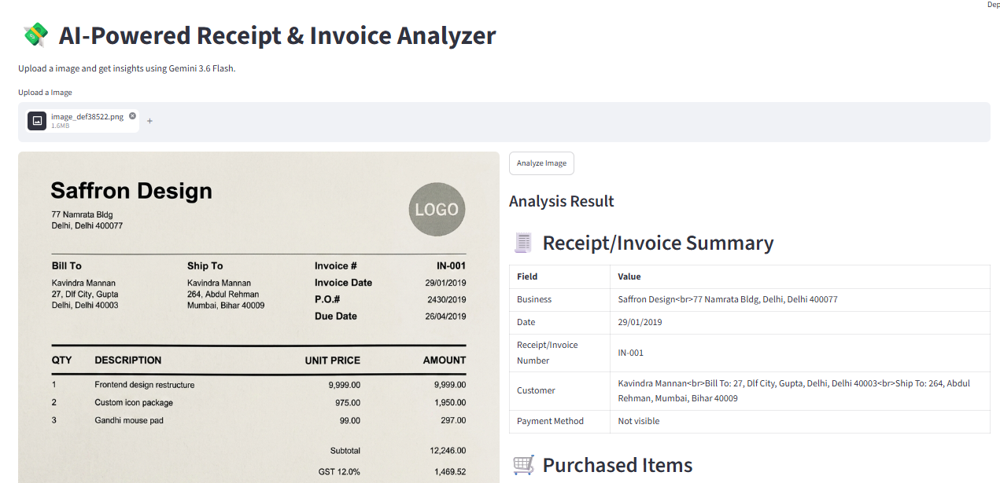 Dep
AI-Powered Receipt & Invoice Analyzer
Upload a image and get insights using Gemini 3.6 Flash.
Upload a Image
image_def38522.png
1.6MB
+
Saffron Design
77 Namrata Bldg
Delhi, Delhi 400077
LOGO
Bill To
Kavindra Mannan
27, Dlf City, Gupta
Delhi, Delhi 40003
Ship To
Kavindra Mannan
264, Abdul Rehman
Mumbai, Bihar 40009
Invoice # IN-001
Invoice Date 29/01/2019
P.O.# 2430/2019
Due Date 26/04/2019
QTY DESCRIPTION UNIT PRICE AMOUNT
1 Frontend design restructure 9,999.00 9,999.00
2 Custom icon package 975.00 1,950.00
3 Gandhi mouse pad 99.00 297.00
Subtotal 12,246.00
GST 12.0% 1,469.52
Analyze Image
Analysis Result
Receipt/Invoice Summary
Field Value
Business Saffron Design<br>77 Namrata Bldg, Delhi, Delhi 400077
Date 29/01/2019
Receipt/Invoice
Number IN-001
Customer Kavindra Mannan<br>Bill To: 27, Dlf City, Gupta, Delhi, Delhi 40003<br>Ship To: 264, Abdul
Rehman, Mumbai, Bihar 40009
Payment Method Not visible
Purchased Items